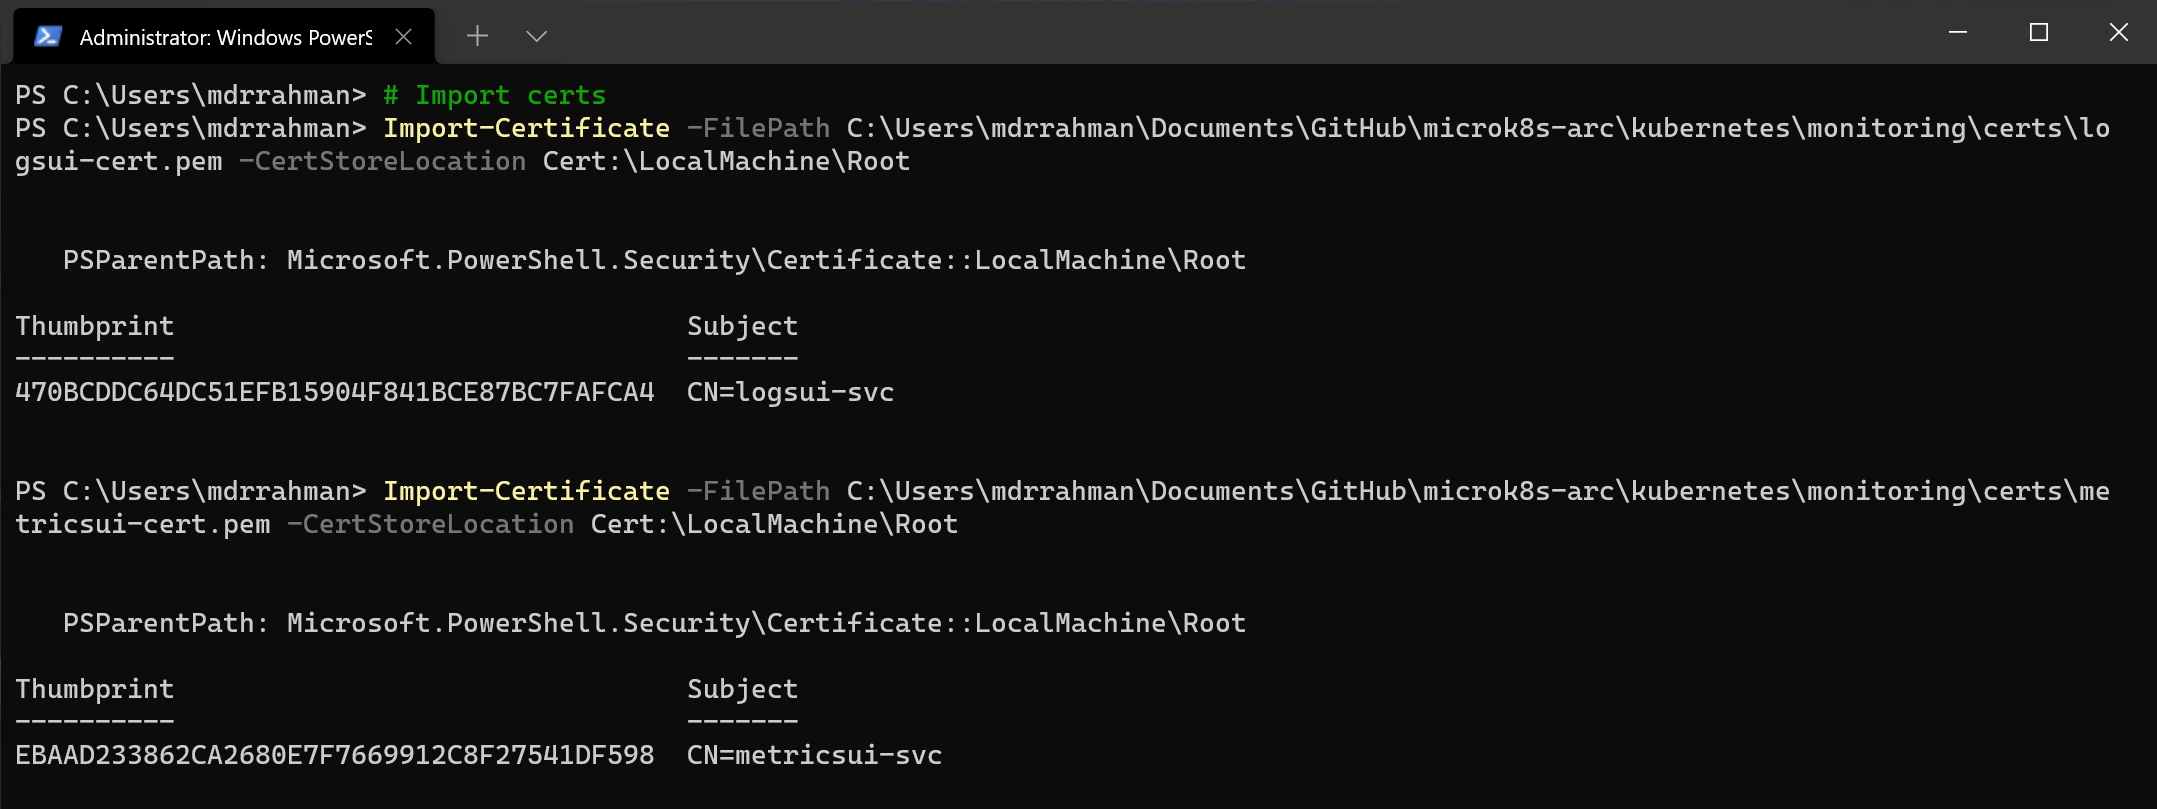 Administrator: Windows PowerS
PS C:\Users\mdrrahman> # Import certs
PS C:\Users\mdrrahman> Import-Certificate -FilePath C:\Users\mdrrahman\Documents\GitHub\microk8s-arc\kubernetes\monitoring\certs\lo
gsui-cert.pem -CertStoreLocation Cert:\LocalMachine\Root
PSParentPath: Microsoft.PowerShell.Security\Certificate::LocalMachine\Root
Thumbprint Subject
---------- -------
470BCDDC64DC51EFB15904F841BCE87BC7FAFCA4 CN=logsui-svc
PS C:\Users\mdrrahman> Import-Certificate -FilePath C:\Users\mdrrahman\Documents\GitHub\microk8s-arc\kubernetes\monitoring\certs\me
tricsui-cert.pem -CertStoreLocation Cert:\LocalMachine\Root
PSParentPath: Microsoft.PowerShell.Security\Certificate::LocalMachine\Root
Thumbprint Subject
---------- -------
EBAAD233862CA2680E7F7669912C8F27541DF598 CN=metricsui-svc